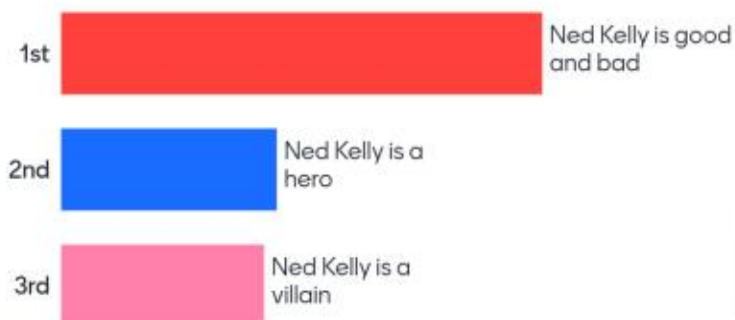 1st
Ned Kelly is good
and bad
2nd
Ned Kelly is a
hero
3rd
Ned Kelly is a
villain